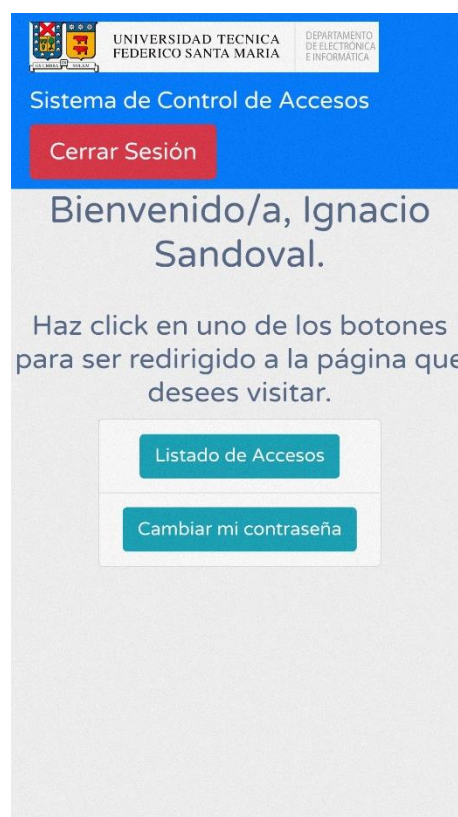 UNIVERSIDAD TECNICA
FEDERICO SANTA MARIA
DEPARTAMENTO
DE ELECTRÓNICA
E INFORMÁTICA
Sistema de Control de Accesos
Cerrar Sesión
Bienvenido/a, Ignacio
Sandoval.
Haz click en uno de los botones
para ser redirigido a la página que
desees visitar.
Listado de Accesos
Cambiar mi contraseña